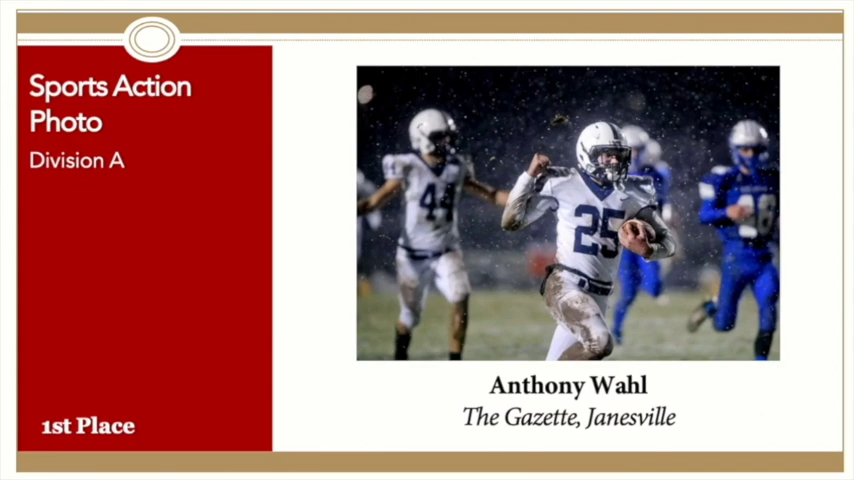 Sports Action
Photo
Division A
44
25
Anthony Wahl
The Gazette, Janesville
1st Place